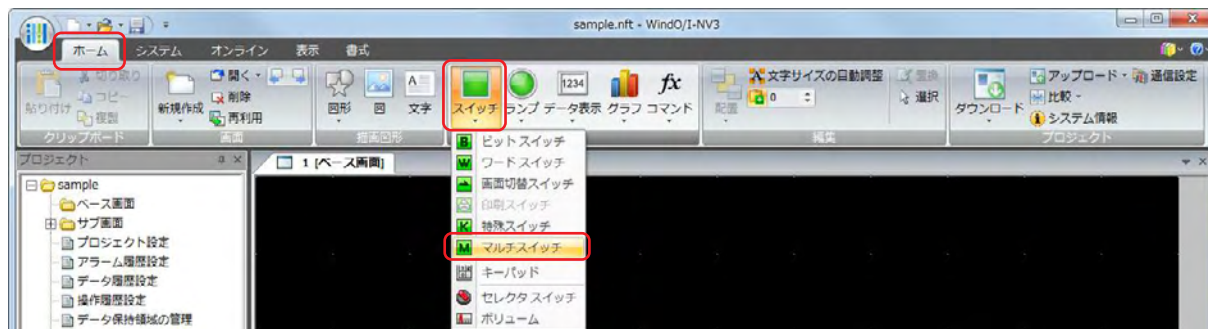 sample.nft - WindO/I-NV3
ホーム システム オンライン 表示 書式
切り取り 開く 文字サイズの自動調整 置換 アップロード 通信設定
コピー 削除 0 選択 比較
貼り付け 複製 新規作成 再利用 図形 図 文字 スイッチ ランプ データ表示 グラフ コマンド 配置 ダウンロード システム情報
A 1234 fx
クリップボード 画面 描画図形 編集 プロジェクト
プロジェクト 1 [ベース画面]
B ビットスイッチ
W ワードスイッチ
画面切替スイッチ
印刷スイッチ
K 特殊スイッチ
M マルチスイッチ
キーパッド
セレクタ スイッチ
ボリューム
sample
ベース画面
サブ画面
プロジェクト設定
アラーム履歴設定
データ履歴設定
操作履歴設定
データ保持領域の管理